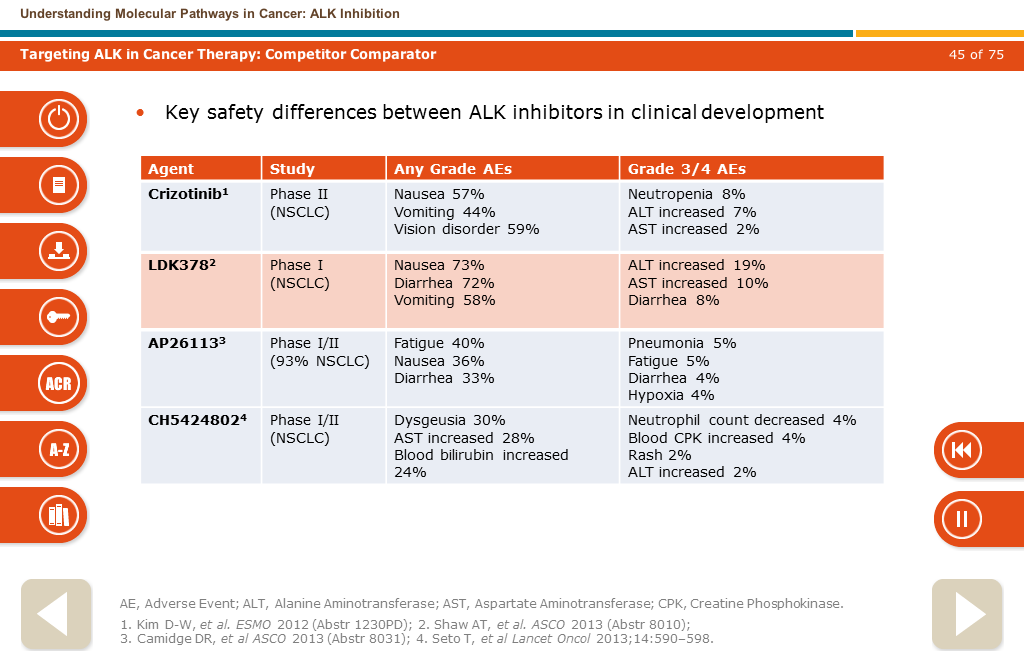 Understanding Molecular Pathways in Cancer: ALK Inhibition
Targeting ALK in Cancer Therapy: Competitor Comparator
45 of 75
• Key safety differences between ALK inhibitors in clinical development
Agent
Study
Any Grade AEs
Grade 3/4 AEs
Crizotinib¹
Phase II
(NSCLC)
Nausea 57%
Vomiting 44%
Vision disorder 59%
Neutropenia 8%
ALT increased 7%
AST increased 2%
LDK378²
Phase I
(NSCLC)
Nausea 73%
Diarrhea 72%
Vomiting 58%
ALT increased 19%
AST increased 10%
Diarrhea 8%
AP26113³
Phase I/II
(93% NSCLC)
Fatigue 40%
Nausea 36%
Diarrhea 33%
Pneumonia 5%
Fatigue 5%
Diarrhea 4%
Hypoxia 4%
CH5424802⁴
Phase I/II
(NSCLC)
Dysgeusia 30%
AST increased 28%
Blood bilirubin increased
24%
Neutrophil count decreased 4%
Blood CPK increased 4%
Rash 2%
ALT increased 2%
ACR
A-Z
AE, Adverse Event; ALT, Alanine Aminotransferase; AST, Aspartate Aminotransferase; CPK, Creatine Phosphokinase.
1. Kim D-W, et al. ESMO 2012 (Abstr 1230PD); 2. Shaw AT, et al. ASCO 2013 (Abstr 8010);
3. Camidge DR, et al ASCO 2013 (Abstr 8031); 4. Seto T, et al Lancet Oncol 2013;14:590–598.